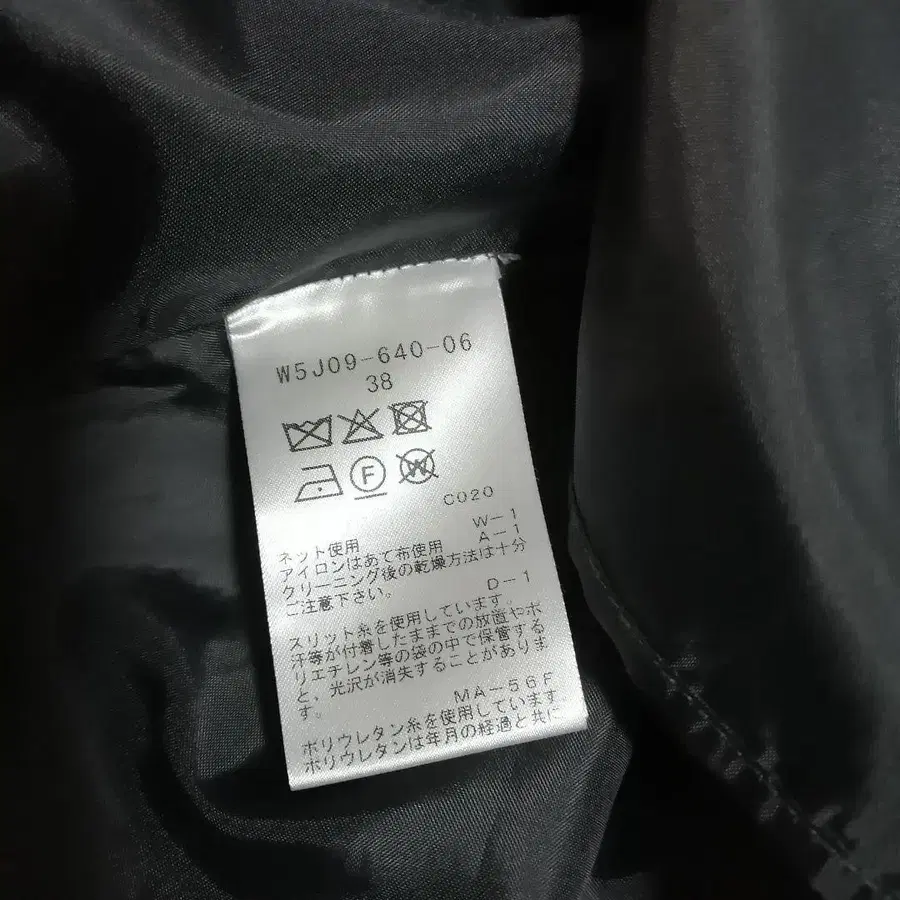 W5J09-640-06
38
F W
C020
W-1
ネット使用 A-1
アイロンはあて布使用
クリーニング後の乾燥方法は十分
ご注意下さい。
D-1
スリット糸を使用しています。
汗等が付着したままでの放置やポ
リエチレン等の袋の中で保管する
と、光沢が消失することがありま
す。
MA-56F
ポリウレタン糸を使用しています
ポリウレタンは年月の経過と共に